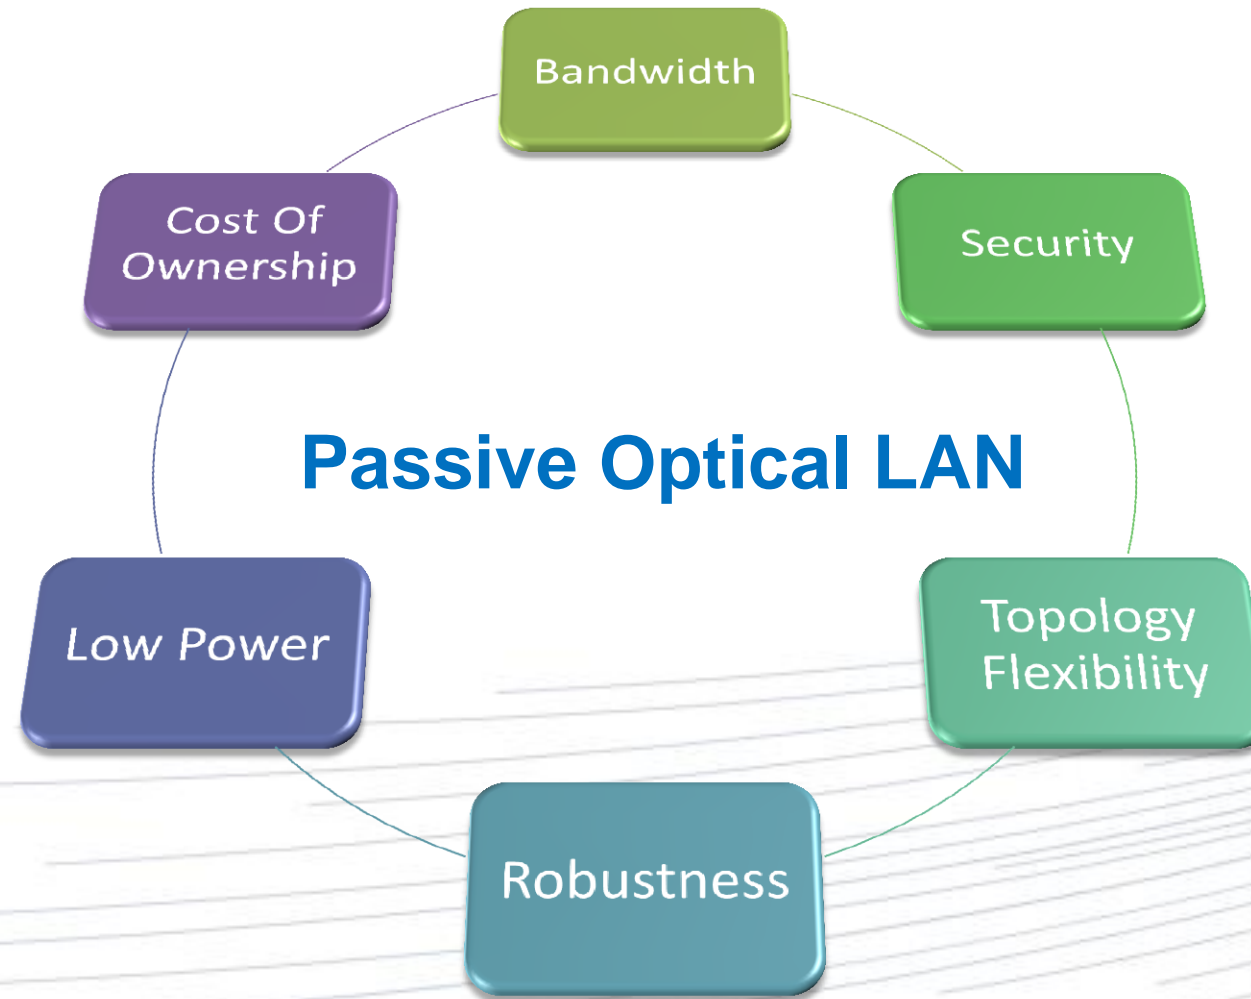 Bandwidth
Security
Topology
Flexibility
Robustness
Low Power
Cost Of
Ownership
Passive Optical LAN